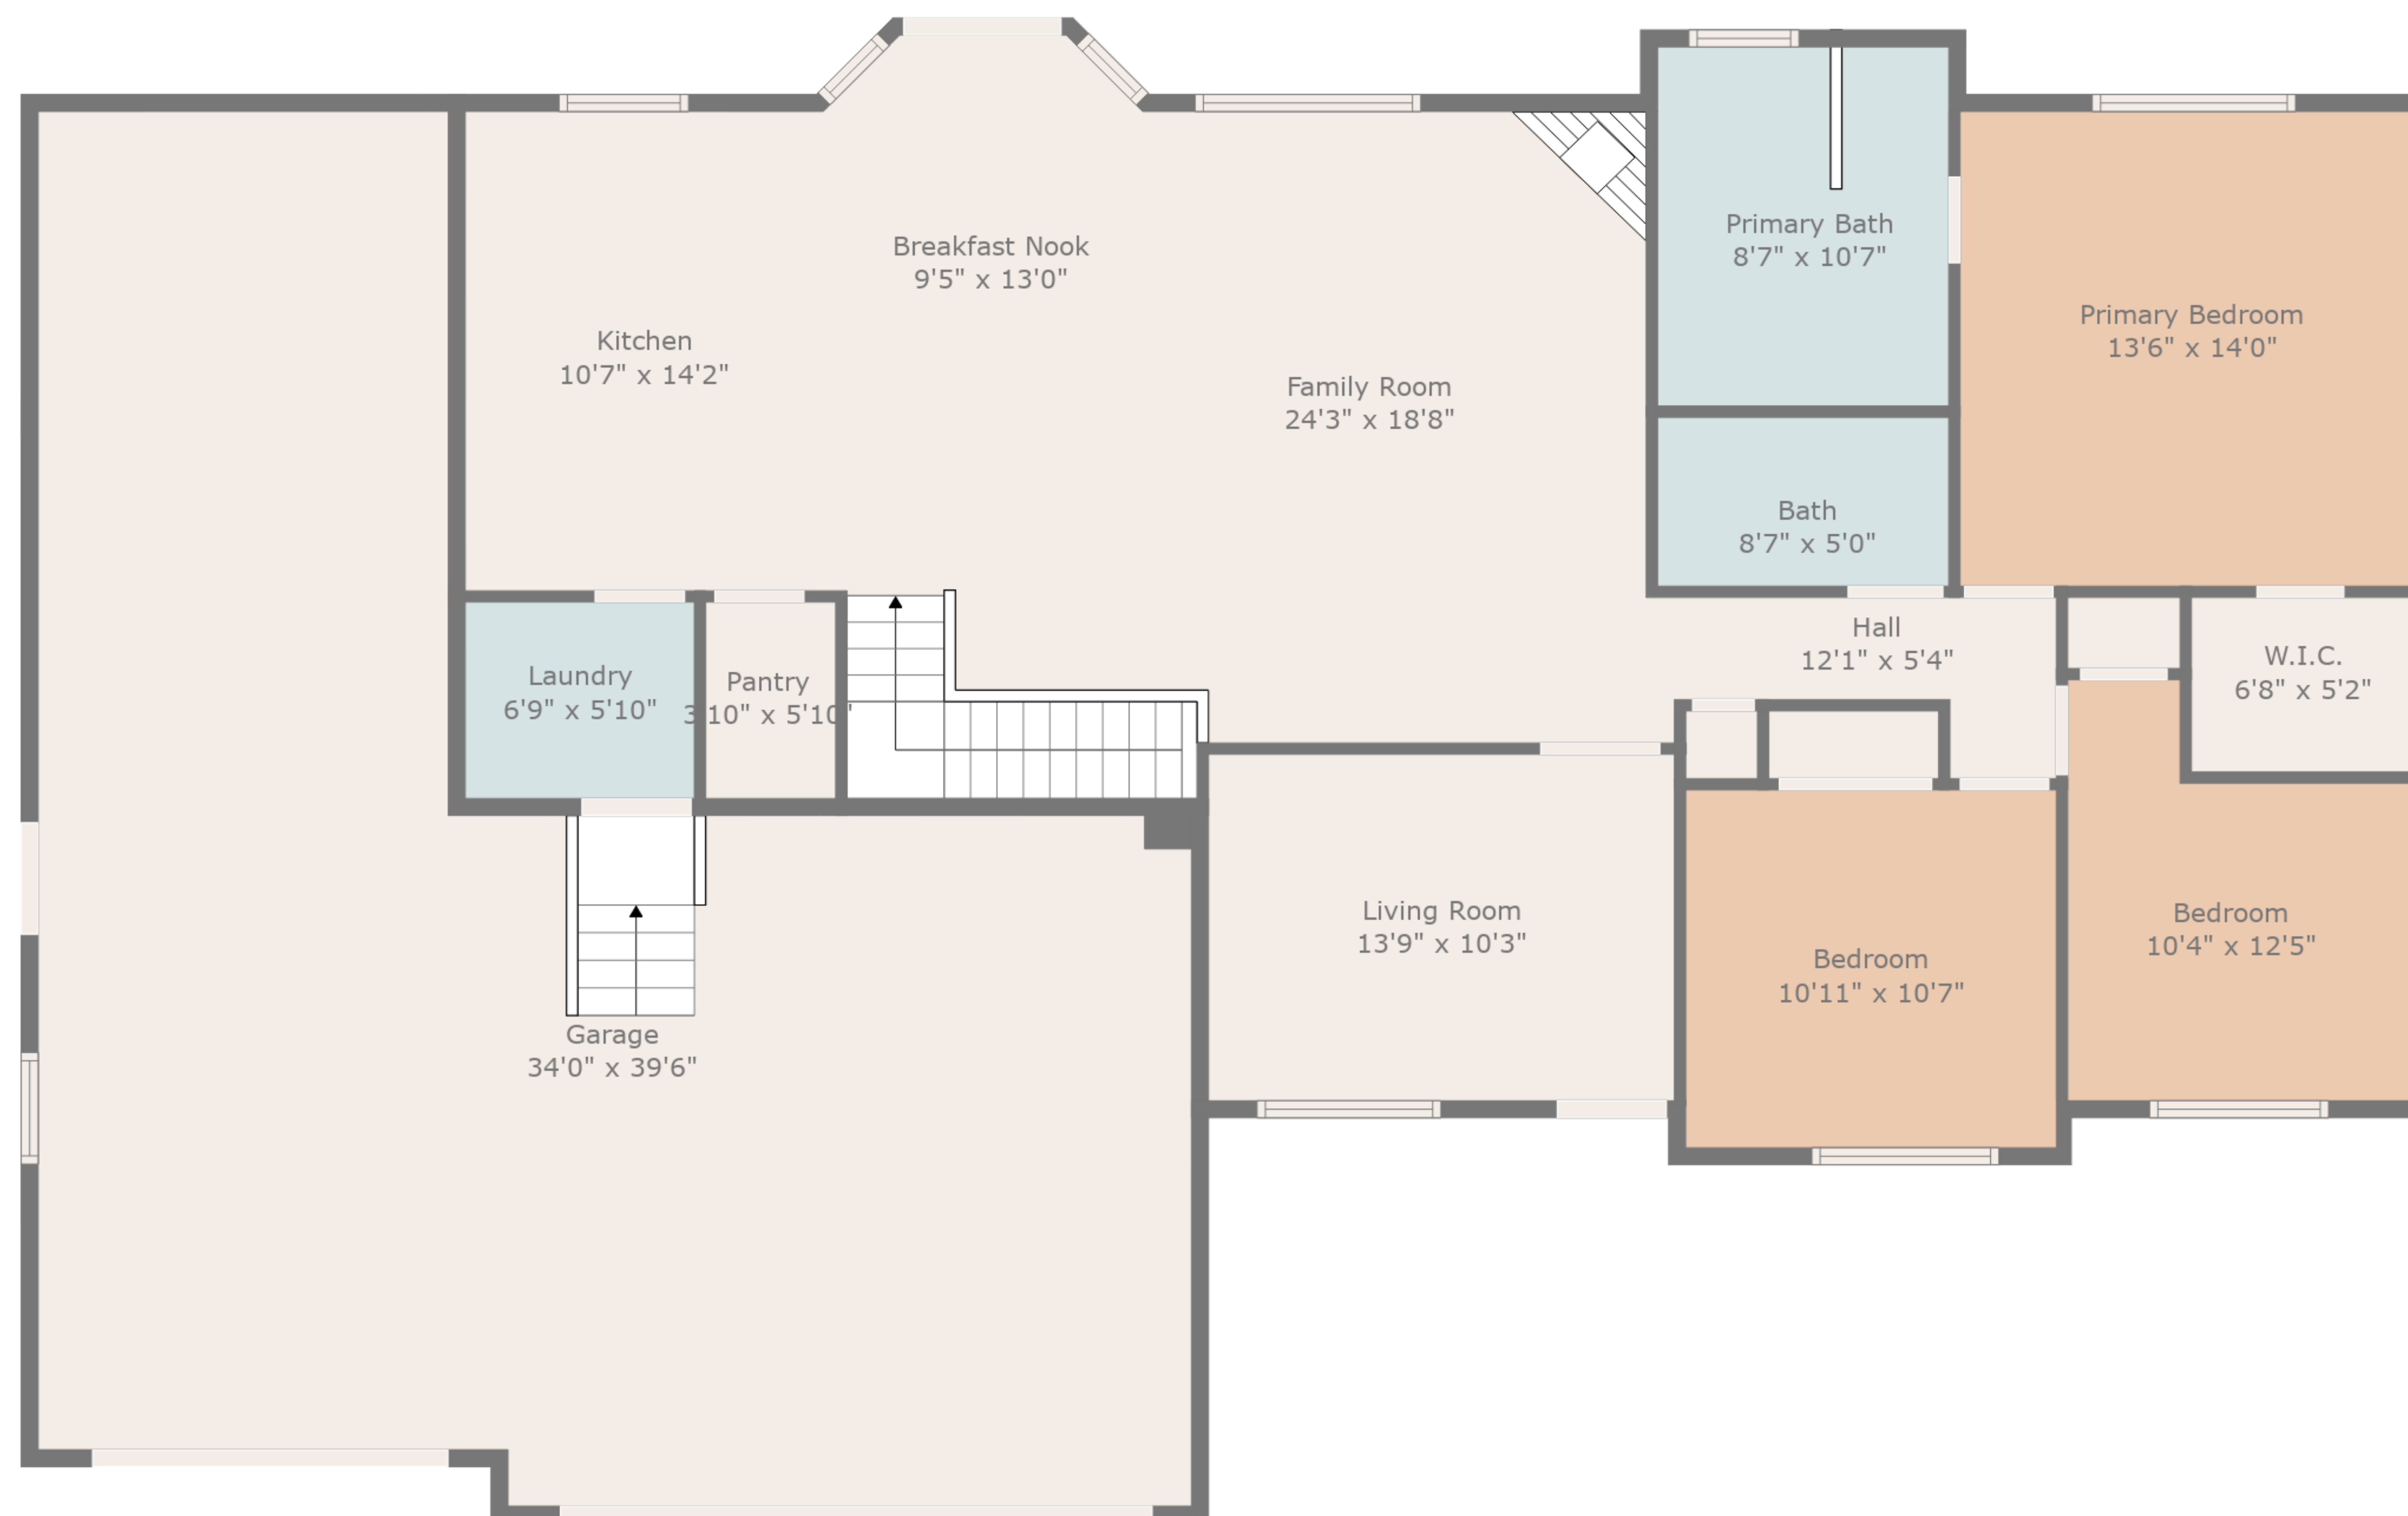 Breakfast Nook
9'5" x 13'0"
Primary Bath
8'7" x 10'7"
Primary Bedroom
13'6" x 14'0"
Kitchen
10'7" x 14'2"
Family Room
24'3" x 18'8"
Bath
8'7" x 5'0"
Hall
12'1" x 5'4"
W.I.C.
6'8" x 5'2"
Laundry
6'9" x 5'10"
Pantry
3'10" x 5'10"
Living Room
13'9" x 10'3"
Bedroom
10'4" x 12'5"
Bedroom
10'11" x 10'7"
Garage
34'0" x 39'6"